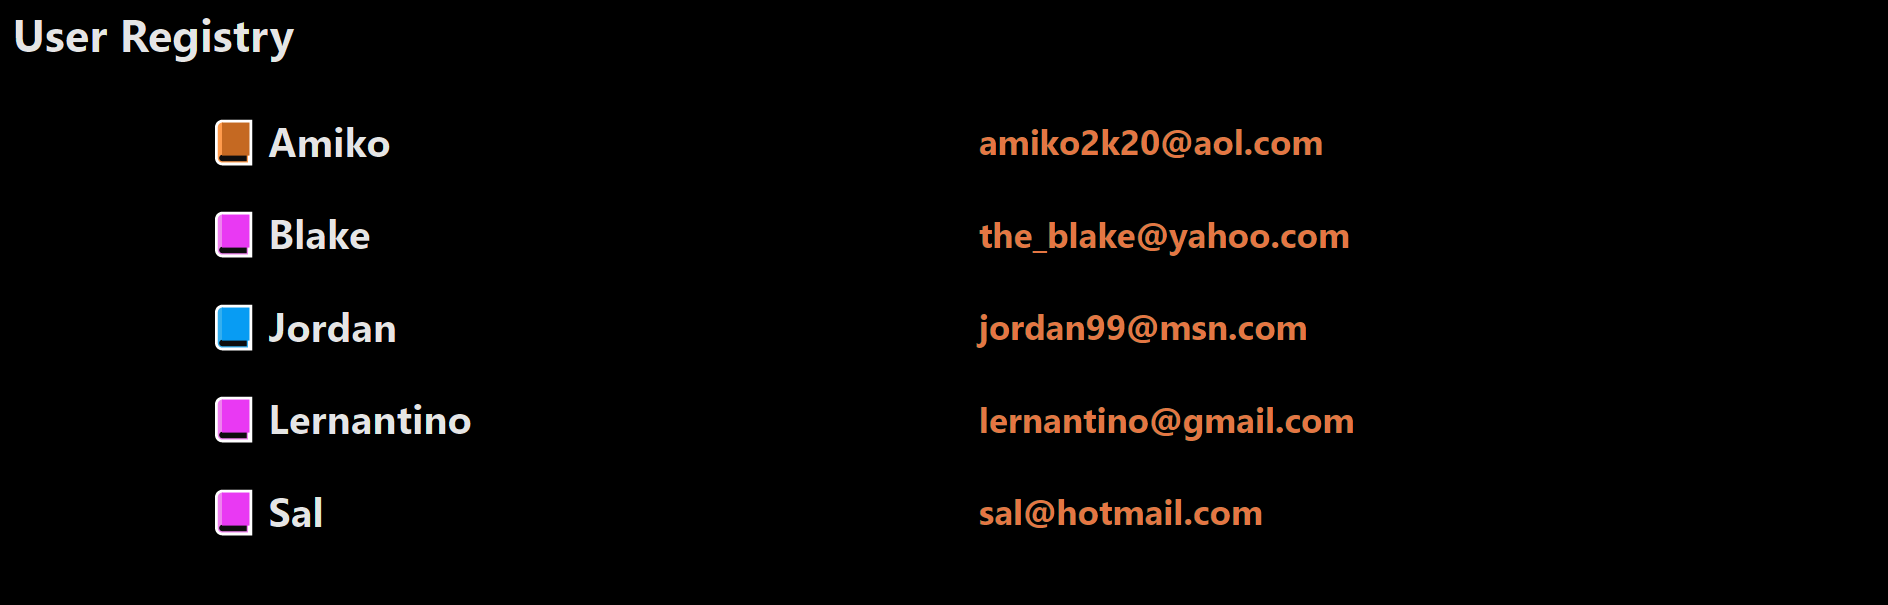 User Registry
Amiko amiko2k20@aol.com
Blake the_blake@yahoo.com
Jordan jordan99@msn.com
Lernantino lernantino@gmail.com
Sal sal@hotmail.com